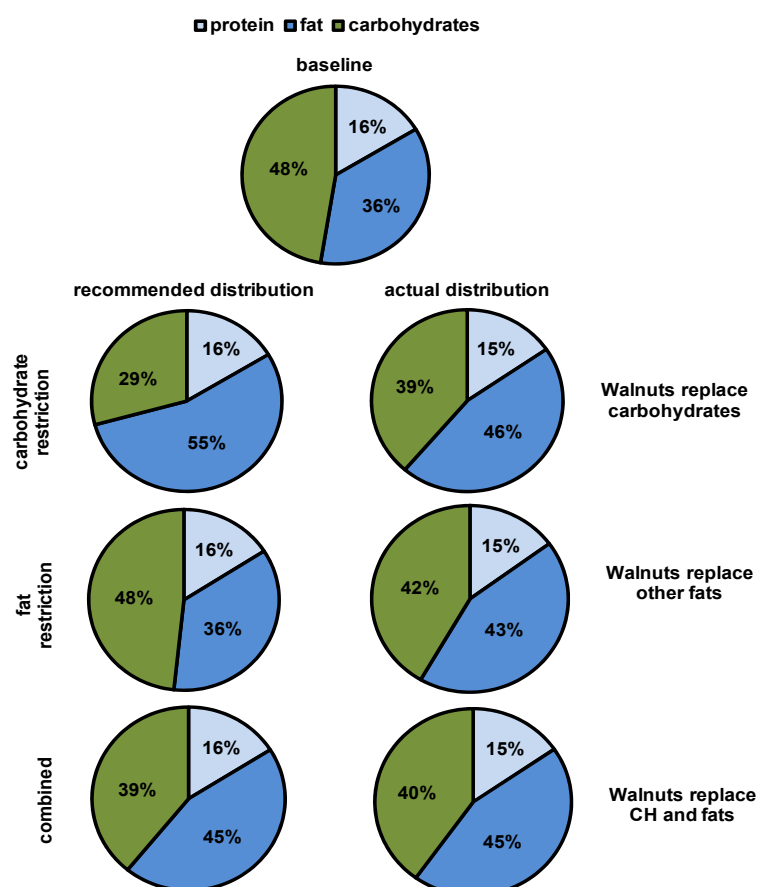 protein fat carbohydrates
baseline
16%
48%
36%
recommended distribution
actual distribution
carbohydrate
restriction
16%
29%
55%
15%
39%
46%
Walnuts replace
carbohydrates
fat
restriction
16%
48%
36%
15%
42%
43%
Walnuts replace
other fats
combined
16%
39%
45%
15%
40%
45%
Walnuts replace
CH and fats